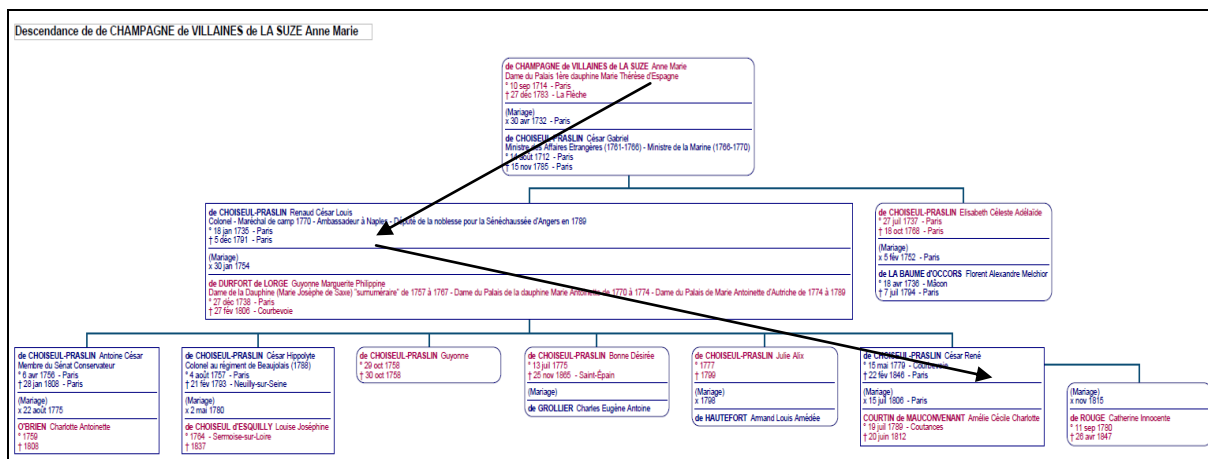 Descendance de de CHAMPAGNE de VILLAINES de LA SUZE Anne Marie
de CHAMPAGNE de VILLAINES de LA SUZE Anne Marie
Dame du Palais 1ère dauphine Marie Thérèse d'Espagne
° 10 sep 1714 - Paris
† 27 déc 1783 - La Flèche
(Mariage)
x 30 avr 1732 - Paris
de CHOISEUL-PRASLIN César Gabriel
Ministre des Affaires Etrangères (1761-1766) - Ministre de la Marine (1766-1770)
° 14 août 1712 - Paris
† 15 nov 1785 - Paris
de CHOISEUL-PRASLIN Renaud César Louis
Colonel - Maréchal de camp 1770 - Ambassadeur à Naples - Député de la noblesse pour la Sénéchaussée d'Angers en 1789
° 18 jan 1735 - Paris
† 5 déc 1791 - Paris
(Mariage)
x 30 jan 1754
de DURFORT de LORGE Guyonne Marguerite Philippine
Dame de la Dauphine (Marie Josèphe de Saxe) "surnuméraire" de 1757 à 1767 - Dame du Palais de la dauphine Marie Antoinette de 1770 à 1774 - Dame du Palais de Marie Antoinette d'Autriche de 1774 à 1789
° 27 déc 1738 - Paris
† 27 fév 1806 - Courbevoie
de CHOISEUL-PRASLIN Elisabeth Céleste Adélaïde
° 27 juil 1737 - Paris
† 18 oct 1768 - Paris
(Mariage)
x 5 fév 1752 - Paris
de LA BAUME d'OCCORS Florent Alexandre Melchior
° 18 avr 1736 - Mâcon
† 7 juil 1794 - Paris
de CHOISEUL-PRASLIN Antoine César
Membre du Sénat Conservateur
° 6 avr 1756 - Paris
† 28 jan 1808 - Paris
(Mariage)
x 22 août 1775
O'BRIEN Charlotte Antoinette
° 1759
† 1808
de CHOISEUL-PRASLIN César Hippolyte
Colonel au régiment de Beaujolais (1788)
° 4 août 1757 - Paris
† 21 fév 1793 - Neuilly-sur-Seine
(Mariage)
x 2 mai 1780
de CHOISEUL d'ESQUILLY Louise Joséphine
° 1764 - Sermoise-sur-Loire
† 1837
de CHOISEUL-PRASLIN Guyonne
° 29 oct 1758
† 30 oct 1758
de CHOISEUL-PRASLIN Bonne Désirée
° 13 juil 1775
† 25 nov 1865 - Saint-Épain
(Mariage)
de GROLLIER Charles Eugène Antoine
de CHOISEUL-PRASLIN Julie Alix
° 1777
† 1799
(Mariage)
x 1798
de HAUTEFORT Armand Louis Amédée
de CHOISEUL-PRASLIN César René
° 15 mai 1779 - Courbevoie
† 22 fév 1846 - Paris
(Mariage)
x 15 juil 1806 - Paris
COURTIN de MAUCONVENANT Amélie Cécile Charlotte
° 19 juil 1789 - Coutances
† 20 juin 1812
(Mariage)
x nov 1815
de ROUGE Catherine Innocente
° 11 sep 1780
† 26 avr 1847